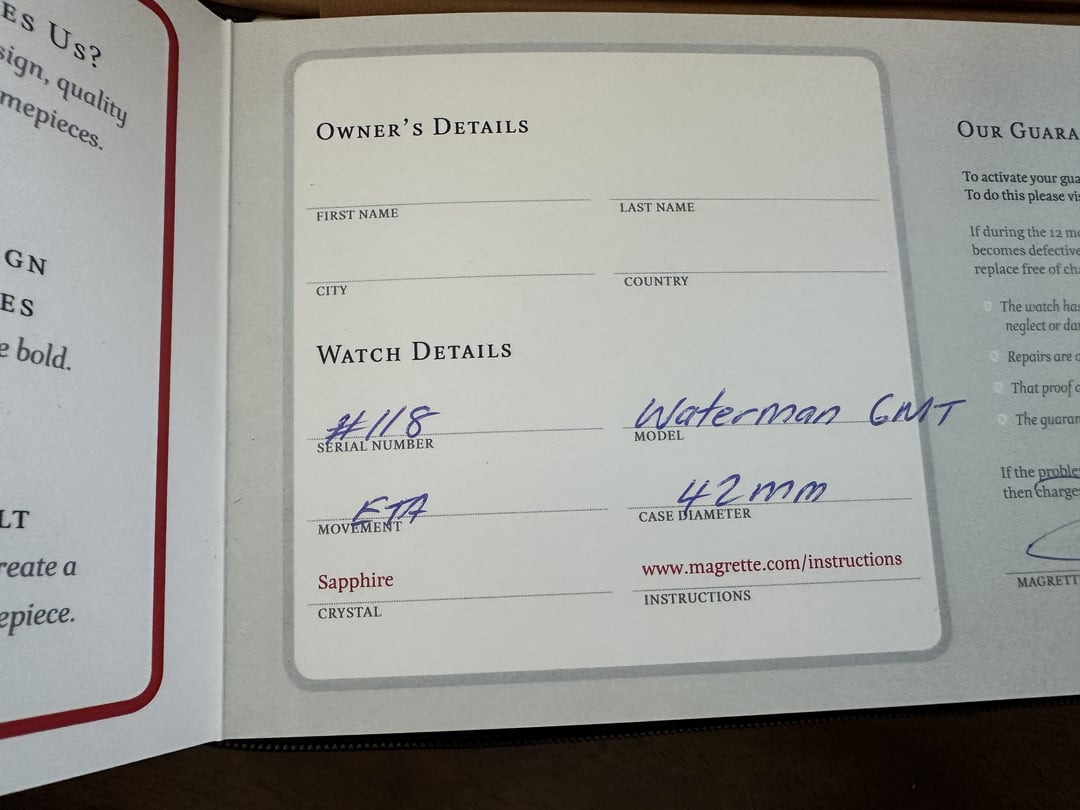 ES US?
sign, quality
mepieces.
GN
ES
e bold.
LT
reate a
epiece.
OWNER'S DETAILS
FIRST NAME
LAST NAME
CITY
COUNTRY
WATCH DETAILS
#118
SERIAL NUMBER
Waterman GMT
MODEL
ETA
MOVEMENT
42mm
CASE DIAMETER
Sapphire
CRYSTAL
www.magrette.com/instructions
INSTRUCTIONS
OUR GUARA
To activate your gua
To do this please vi
If during the 12 m
becomes defective
replace free of ch
The watch has
neglect or da
Repairs are
That proof
The guaran
If the proble
then charge
MAGRETT